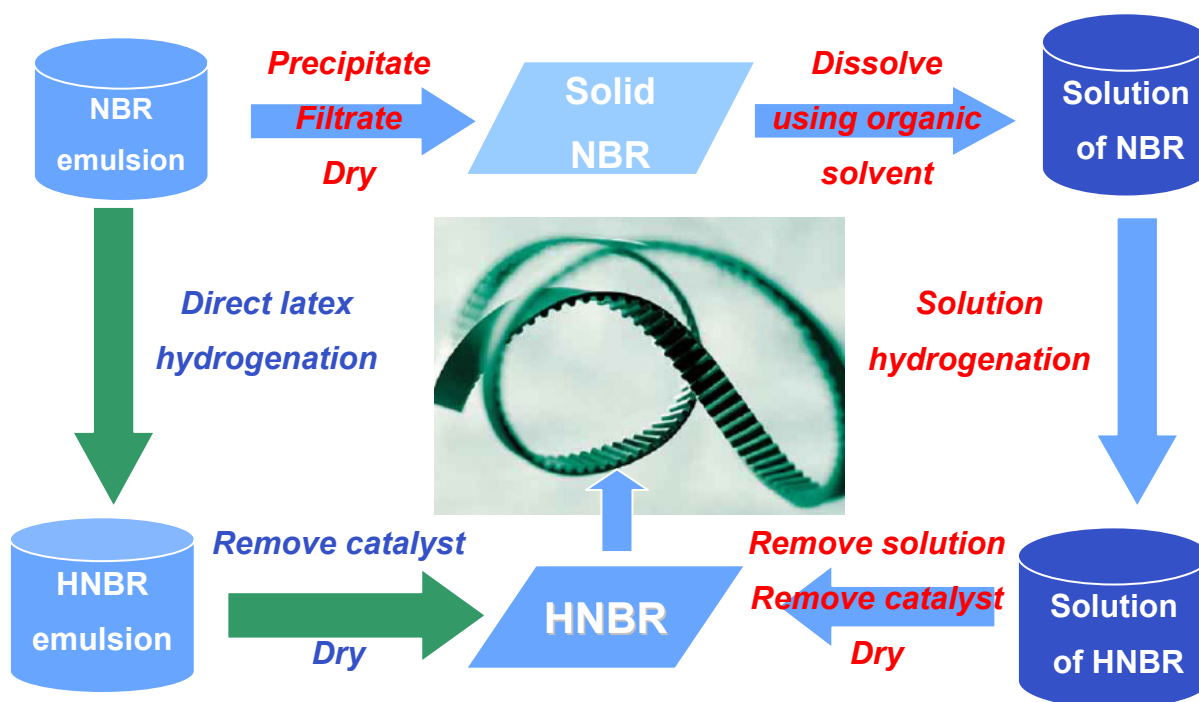 NBR
emulsion
Precipitate
Filtrate
Dry
Solid
NBR
Dissolve
using organic
solvent
Solution
of NBR
Direct latex
hydrogenation
Solution
hydrogenation
HNBR
emulsion
Remove catalyst
Dry
HNBR
Remove solution
Remove catalyst
Dry
Solution
of HNBR